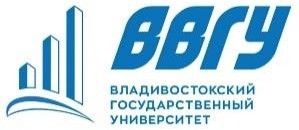 ВВГУ
ВЛАДИВОСТОКСКИЙ
ГОСУДАРСТВЕННЫЙ
УНИВЕРСИТЕТ